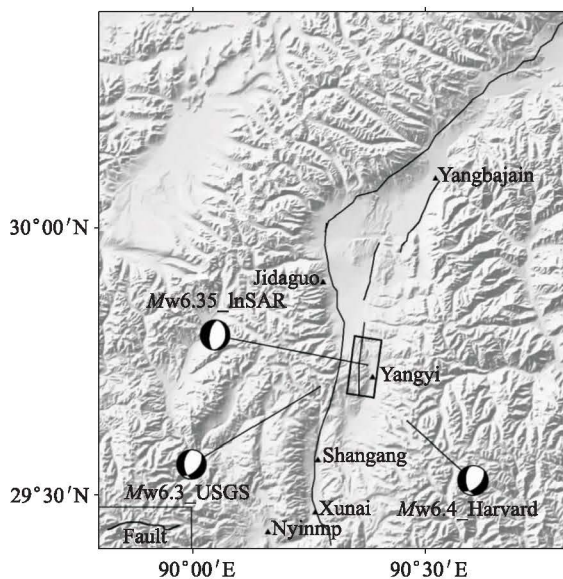 Yangbajain
30°00′N
Jidaguo
Mw6.35_InSAR
Yangyi
Shangang
Mw6.3_USGS
29°30′N
Xunai
Mw6.4_Harvard
Nyinmp
Fault
90°00′E
90°30′E